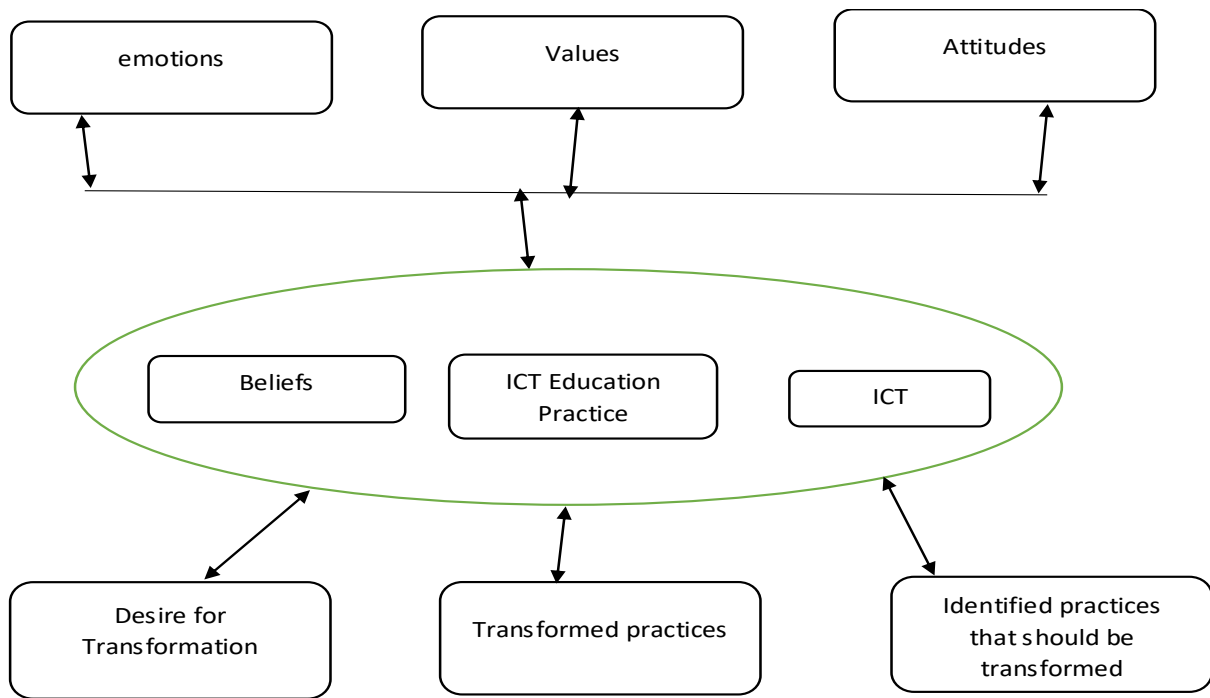 emotions
Values
Attitudes
Beliefs
ICT Education
Practice
ICT
Desire for
Transformation
Transformed practices
Identified practices
that should be
transformed